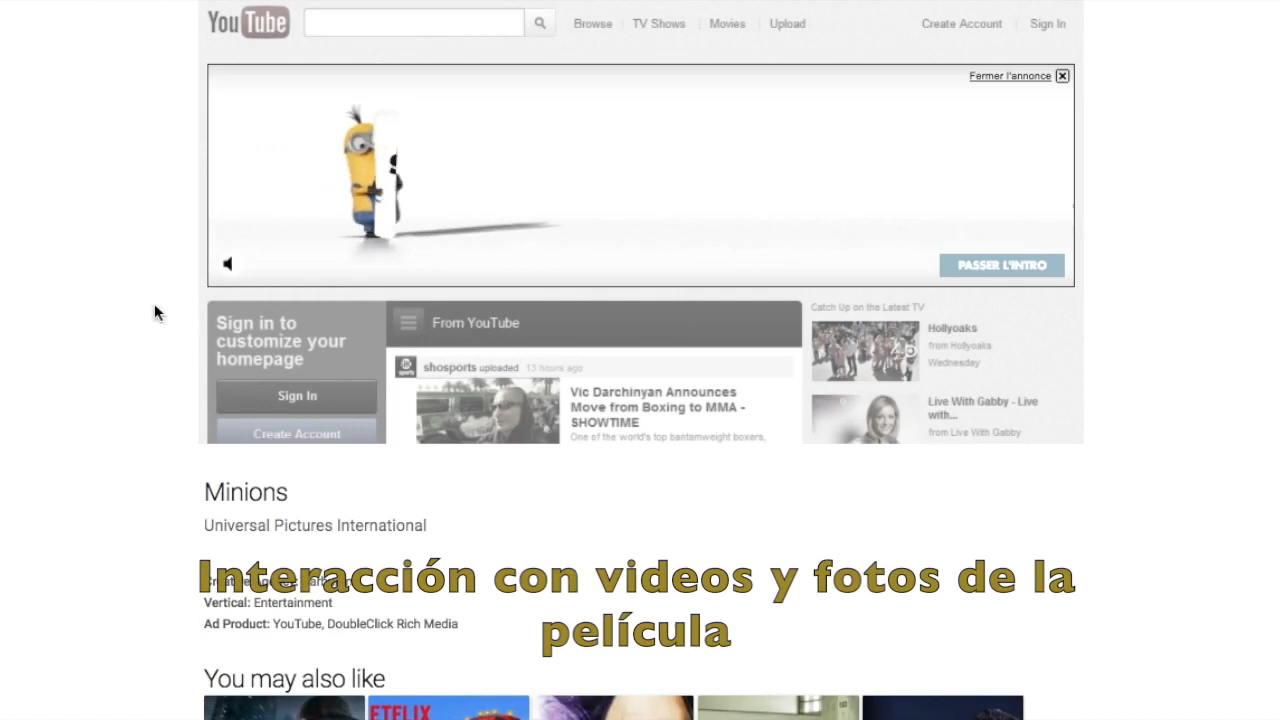 YouTube
Browse
TV Shows
Movies
Upload
Create Account
Sign In
Fermer l'annonce
PASSER L'INTRO
Sign in to
customize your
homepage
Sign In
Create Account
From YouTube
shosports uploaded 13 hours ago
Vic Darchinyan Announces
Move from Boxing to MMA -
SHOWTIME
One of the world's top bantamweight boxers,
Catch Up on the Latest TV
Hollyoaks
from Hollyoaks
Wednesday
Live With Gabby - Live
with...
from Live With Gabby
Minions
Universal Pictures International
Interacción con videos y fotos de la
película
Vertical: Entertainment
Ad Product: YouTube, DoubleClick Rich Media
You may also like